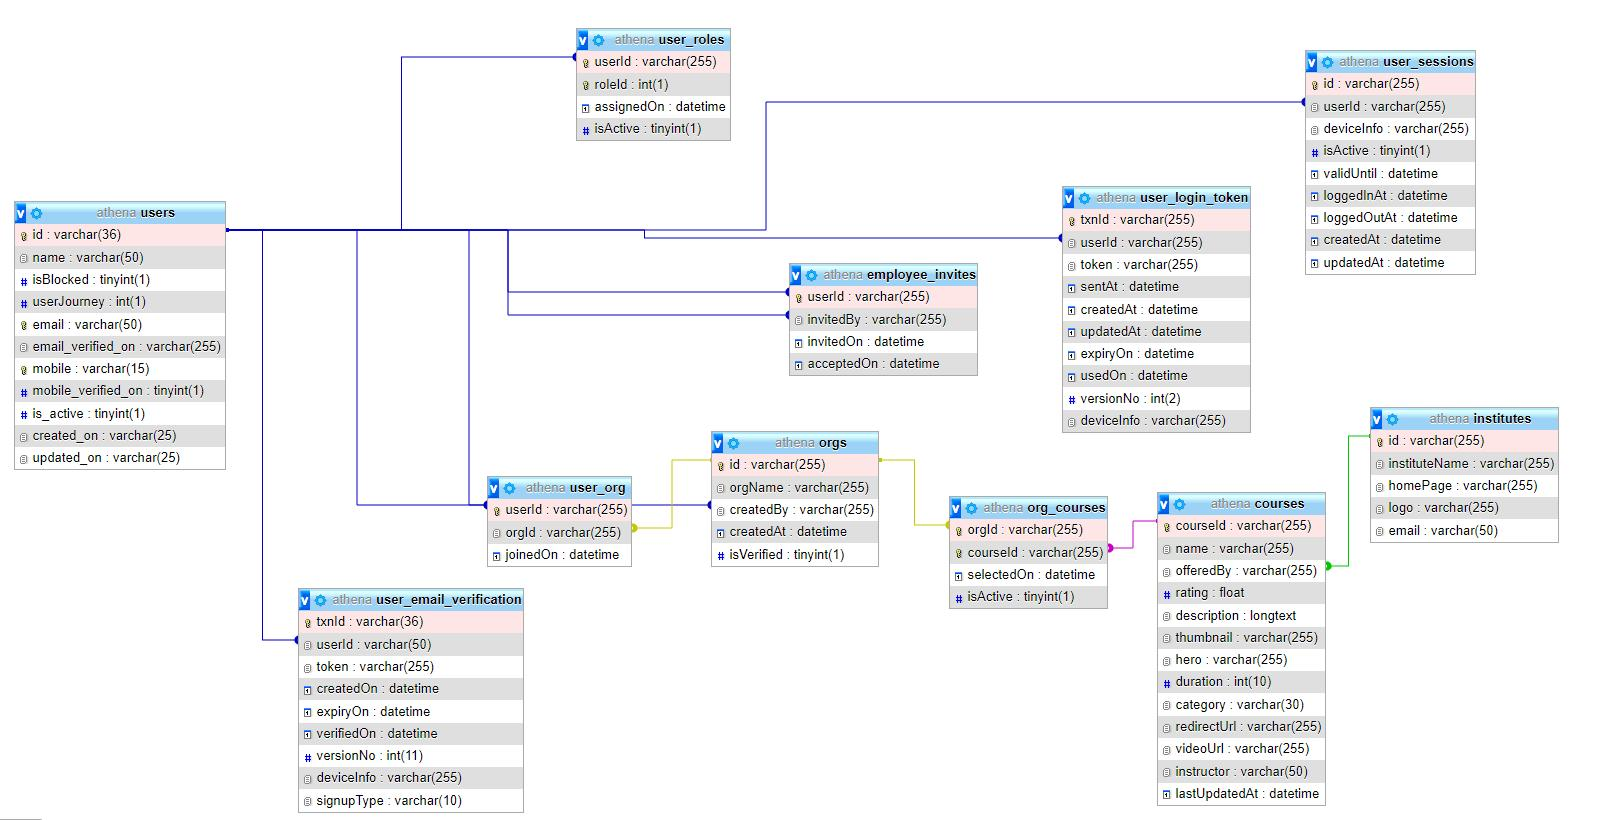 athena user_roles
userId : varchar(255)
roleId : int(1)
assignedOn : datetime
isActive : tinyint(1)
athena user_sessions
id : varchar(255)
userId : varchar(255)
deviceInfo : varchar(255)
isActive : tinyint(1)
validUntil : datetime
loggedInAt : datetime
loggedOutAt : datetime
createdAt : datetime
updatedAt : datetime
athena users
id : varchar(36)
name : varchar(50)
isBlocked : tinyint(1)
userJourney : int(1)
email : varchar(50)
email_verified_on : varchar(255)
mobile : varchar(15)
mobile_verified_on : tinyint(1)
is_active : tinyint(1)
created_on : varchar(25)
updated_on : varchar(25)
athena user_login_token
txnId : varchar(255)
userId : varchar(255)
token : varchar(255)
sentAt : datetime
createdAt : datetime
updatedAt : datetime
expiryOn : datetime
usedOn : datetime
versionNo : int(2)
deviceInfo : varchar(255)
athena employee_invites
userId : varchar(255)
invitedBy : varchar(255)
invitedOn : datetime
acceptedOn : datetime
athena institutes
id : varchar(255)
instituteName : varchar(255)
homePage : varchar(255)
logo : varchar(255)
email : varchar(50)
athena orgs
id : varchar(255)
orgName : varchar(255)
createdBy : varchar(255)
createdAt : datetime
isVerified : tinyint(1)
athena user_org
userId : varchar(255)
orgId : varchar(255)
joinedOn : datetime
athena org_courses
orgId : varchar(255)
courseId : varchar(255)
selectedOn : datetime
isActive : tinyint(1)
athena courses
courseId : varchar(255)
name : varchar(255)
offeredBy : varchar(255)
rating : float
description : longtext
thumbnail : varchar(255)
hero : varchar(255)
duration : int(10)
category : varchar(30)
redirectUrl : varchar(255)
videoUrl : varchar(255)
instructor : varchar(50)
lastUpdatedAt : datetime
athena user_email_verification
txnId : varchar(36)
userId : varchar(50)
token : varchar(255)
createdOn : datetime
expiryOn : datetime
verifiedOn : datetime
versionNo : int(11)
deviceInfo : varchar(255)
signupType : varchar(10)